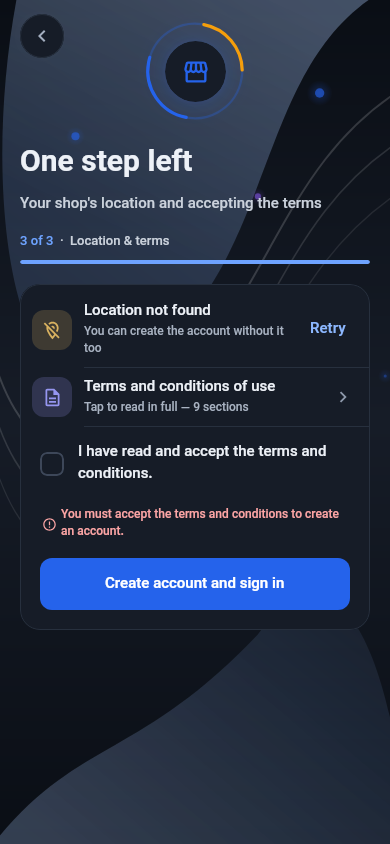 One step left
Your shop's location and accepting the terms
3 of 3 · Location & terms
Location not found
You can create the account without it
too
Retry
Terms and conditions of use
Tap to read in full — 9 sections
I have read and accept the terms and
conditions.
You must accept the terms and conditions to create
an account.
Create account and sign in